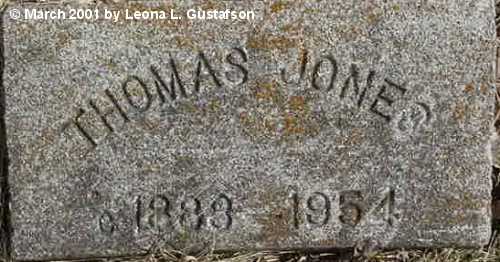 © March 2001 by Leona L. Gustafson
THOMAS JONES
C 1883 1954